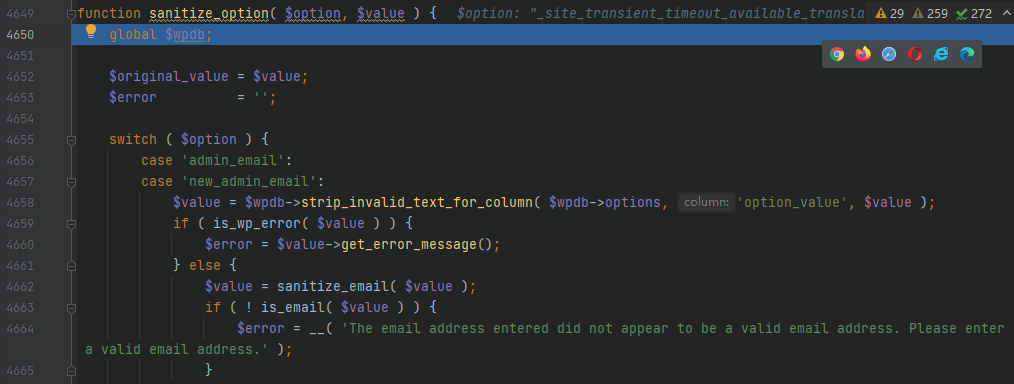 4649 function sanitize_option( $option, $value ) { $option: "_site_transient_timeout_available_transla 29 259 272
4650 global $wpdb;
4651
4652 $original_value = $value;
4653 $error = '';
4654
4655 switch ( $option ) {
4656 case 'admin_email':
4657 case 'new_admin_email':
4658 $value = $wpdb->strip_invalid_text_for_column( $wpdb->options, column: 'option_value', $value );
4659 if ( is_wp_error( $value ) ) {
4660 $error = $value->get_error_message();
4661 } else {
4662 $value = sanitize_email( $value );
4663 if ( ! is_email( $value ) ) {
4664 $error = __( 'The email address entered did not appear to be a valid email address. Please enter
a valid email address.' );
4665 }